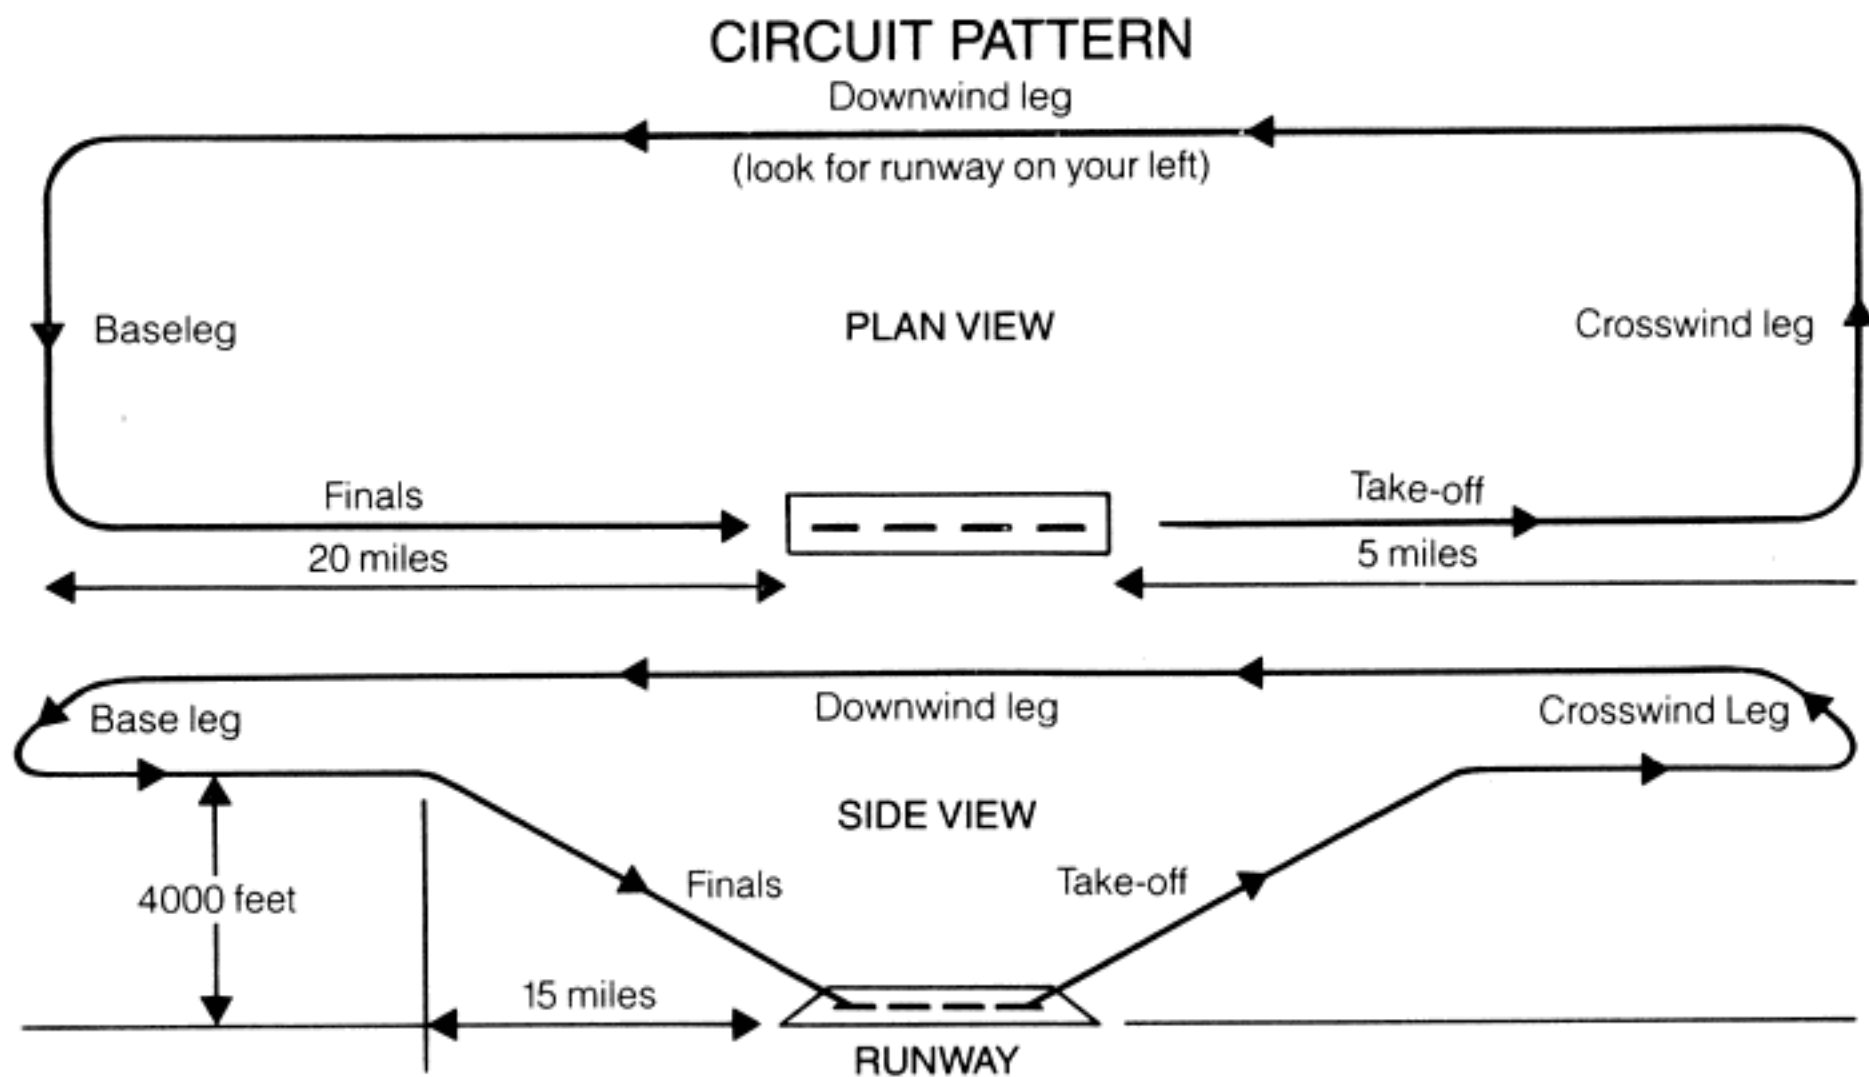 CIRCUIT PATTERN
Downwind leg
(look for runway on your left)
Baseleg
PLAN VIEW
Crosswind leg
Finals
Take-off
20 miles
5 miles
Base leg
Downwind leg
Crosswind Leg
SIDE VIEW
4000 feet
Finals
Take-off
15 miles
RUNWAY